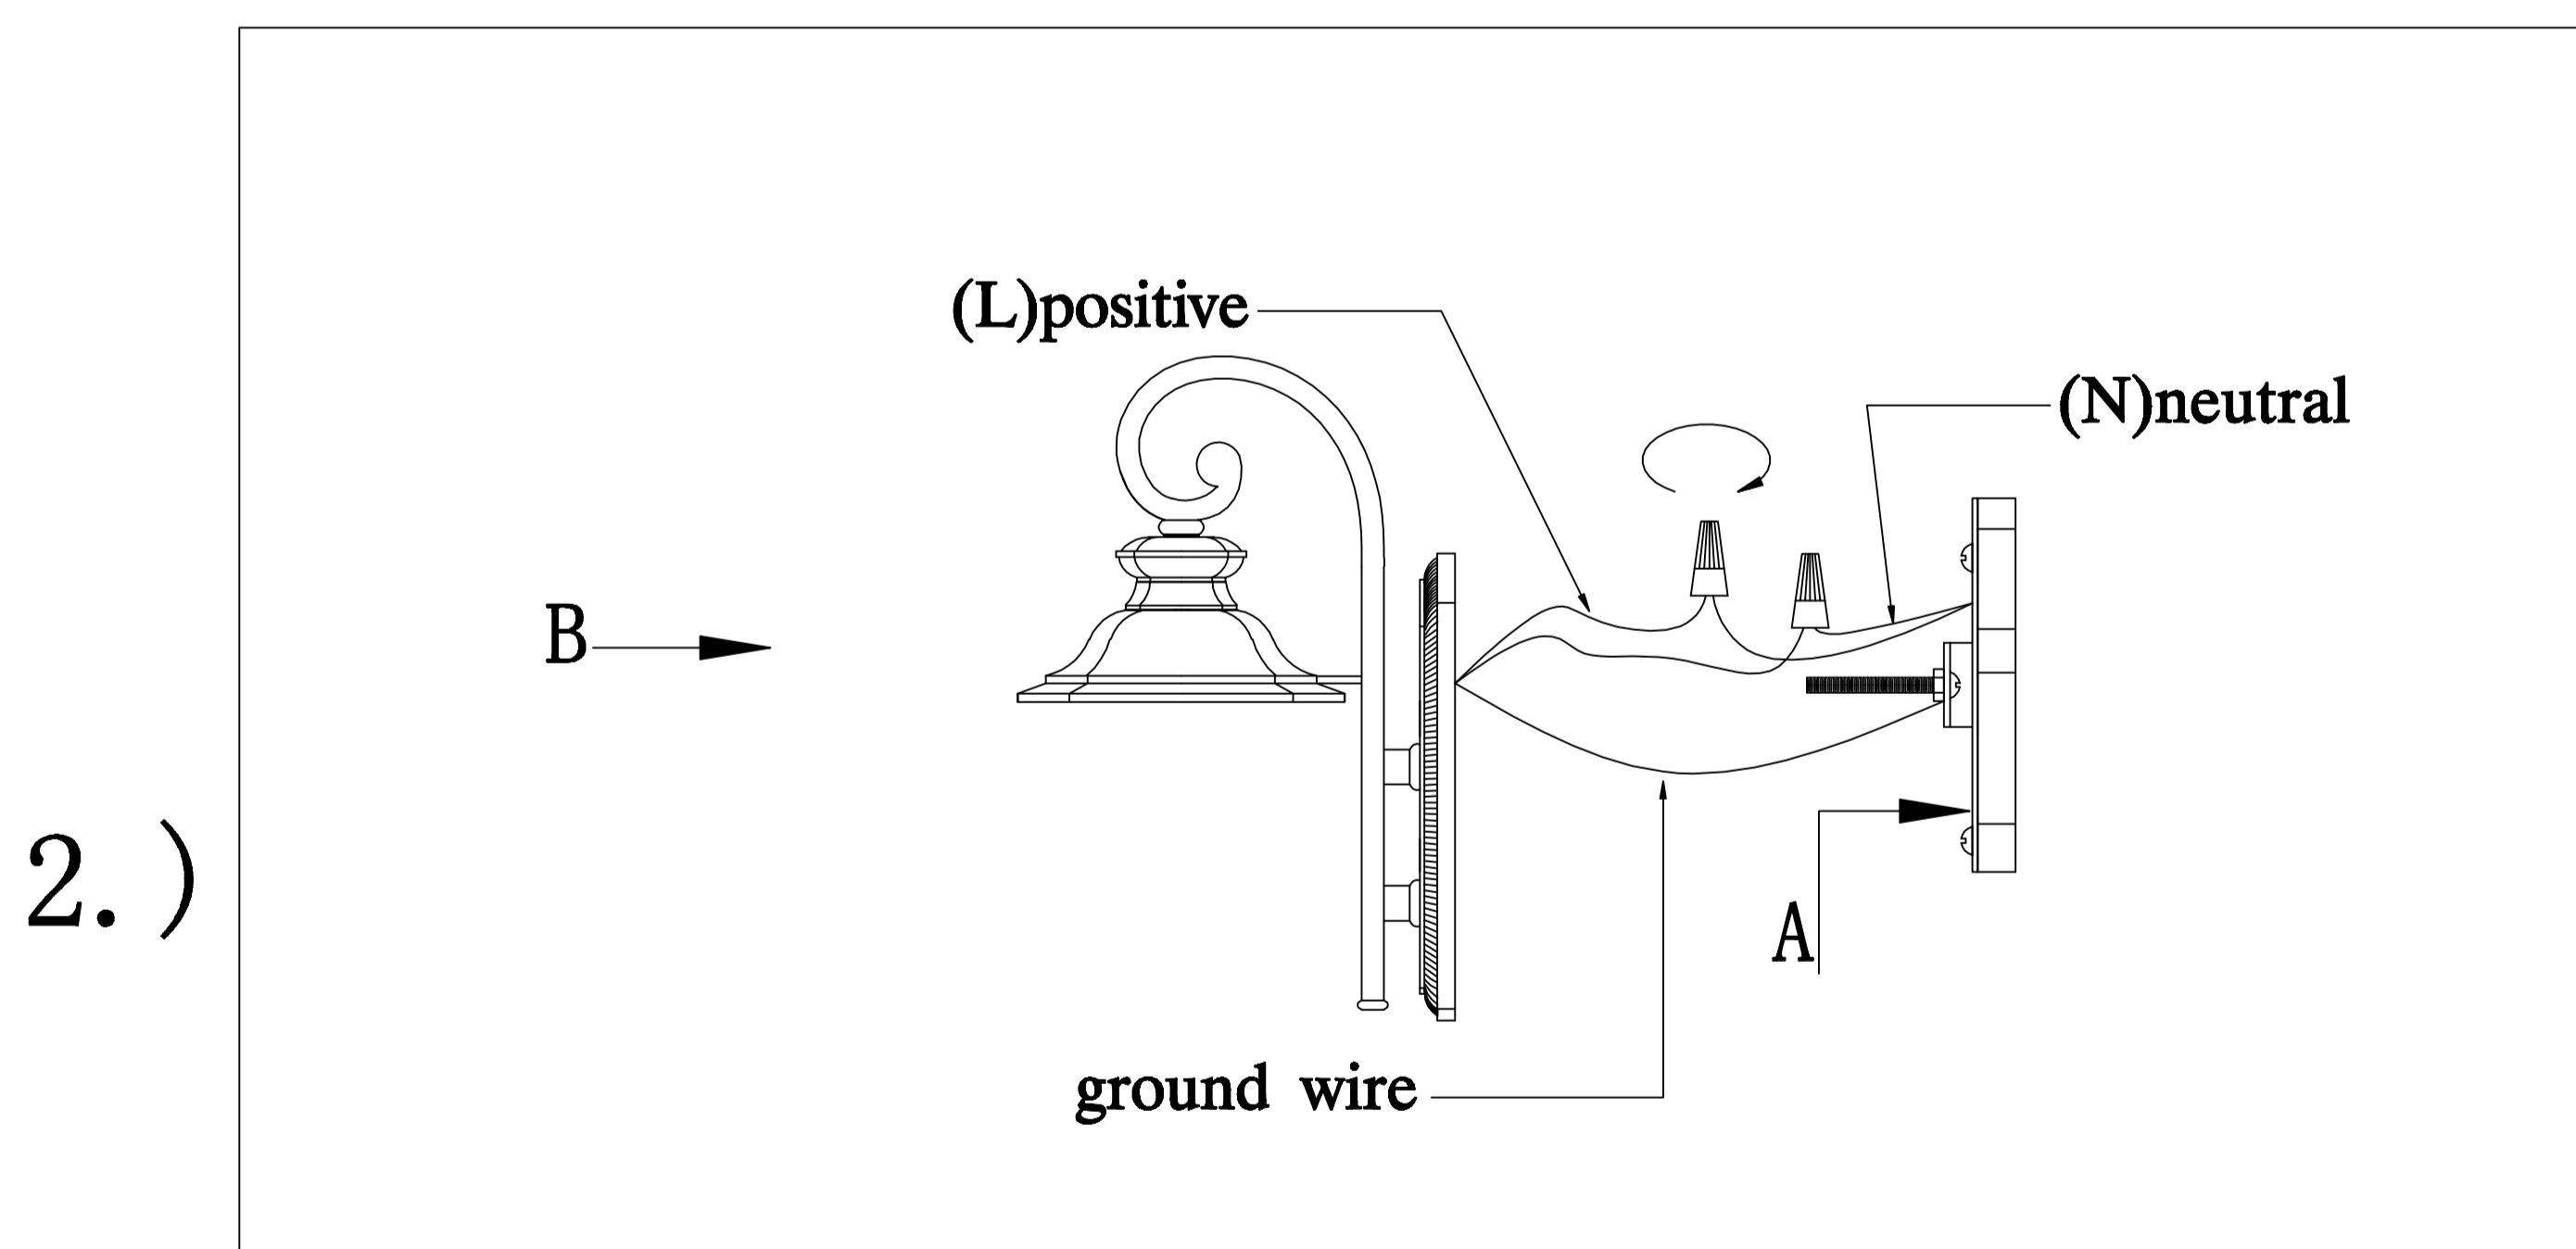 (L)positive
(N)neutral
B
2.)
A
ground wire